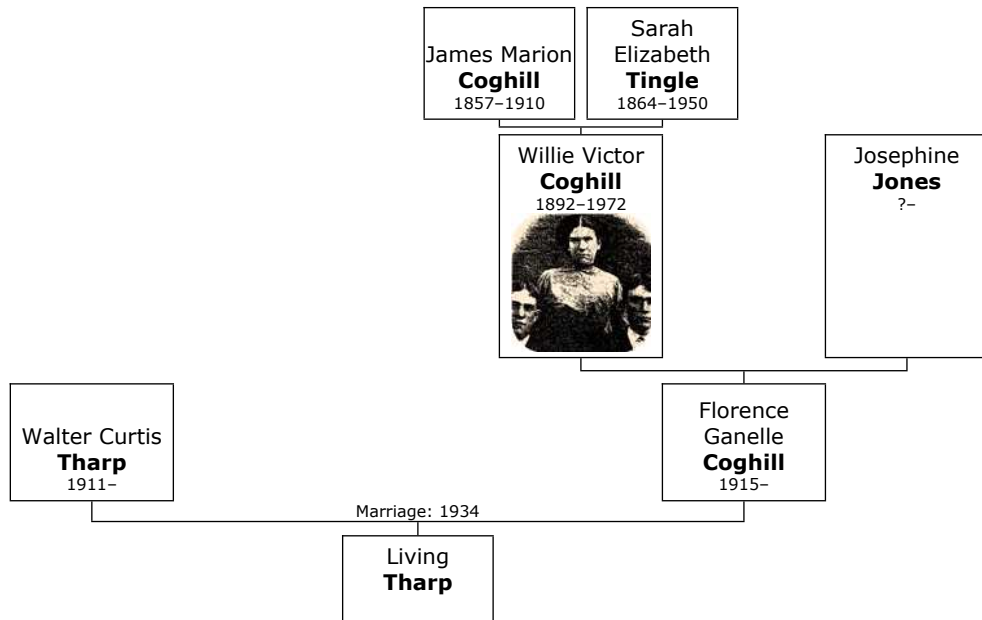 James Marion
Coghill
1857–1910
Sarah
Elizabeth
Tingle
1864–1950
Willie Victor
Coghill
1892–1972
Josephine
Jones
?–
Walter Curtis
Tharp
1911–
Florence
Ganelle
Coghill
1915–
Marriage: 1934
Living
Tharp